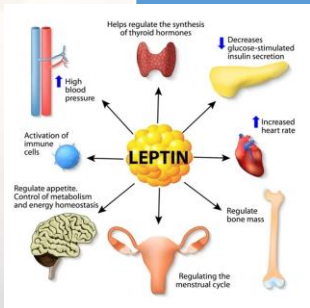 Helps regulate the synthesis
of thyroid hormones
Decreases
glucose-stimulated
insulin secretion
High
blood
pressure
Increased
heart rate
Activation of
immune
cells
LEPTIN
Regulate appetite.
Control of metabolism
and energy homeostasis
Regulate
bone mass
Regulating the
menstrual cycle